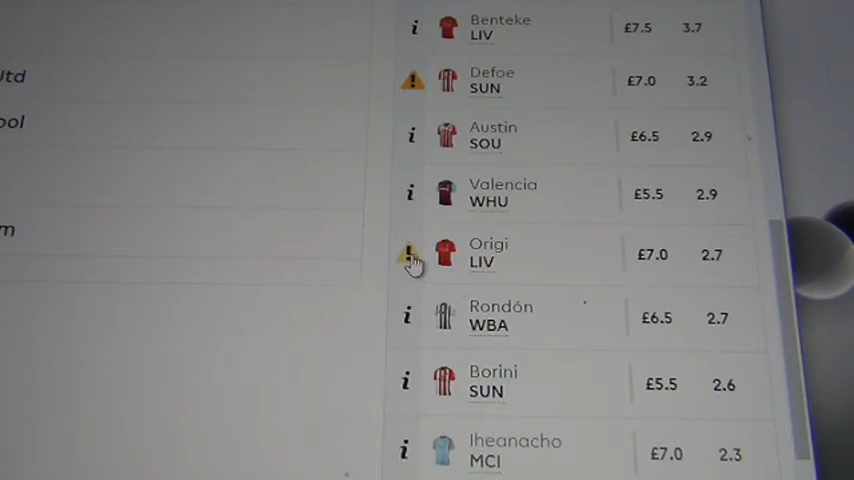 Utd
ool
m
i Benteke £7.5 3.7
LIV
Defoe £7.0 3.2
SUN
i Austin £6.5 2.9
SOU
i Valencia £5.5 2.9
WHU
Origi £7.0 2.7
LIV
i Rondón £6.5 2.7
WBA
i Borini £5.5 2.6
SUN
i Iheanacho £7.0 2.3
MCI